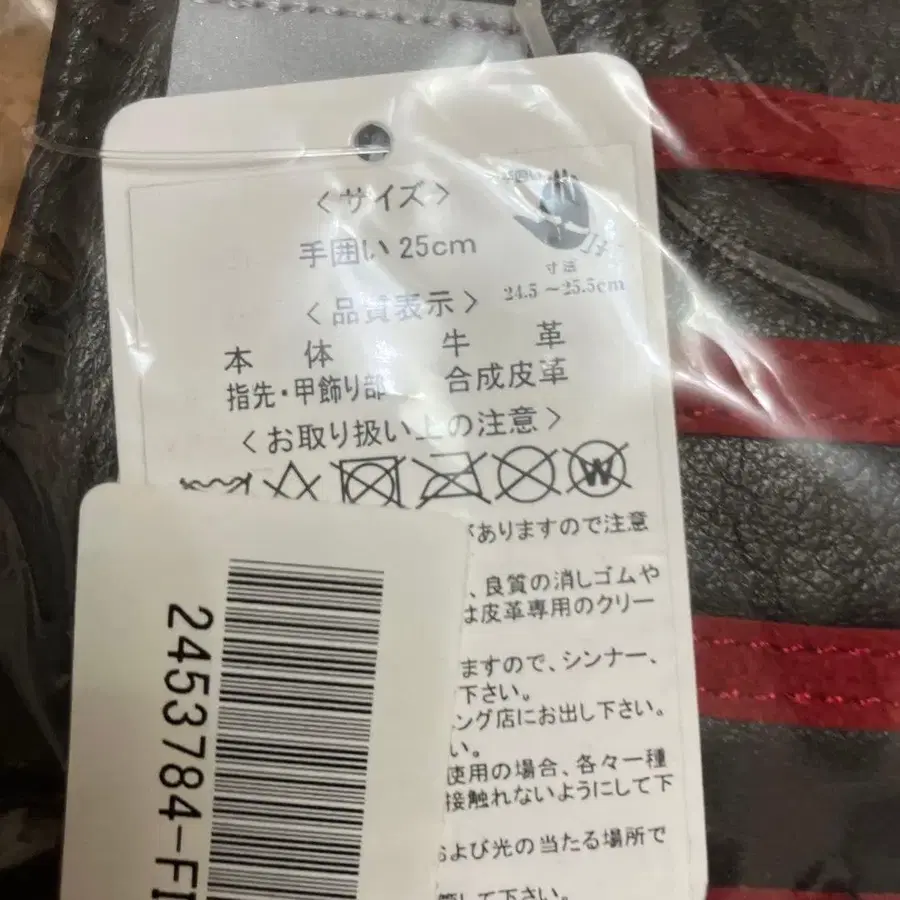 <サイズ>
手囲い 25cm
寸法
24.5 ～25.5cm
<品質表示>
本体 牛革
指先・甲飾り部 合成皮革
<お取り扱い上の注意>
W
がありますので注意
、良質の消しゴムや
は皮革専用のクリー
ますので、シンナー、
下さい。
ング店にお出し下さい。
い。
使用の場合、各々一種
接触れないようにして下
および光の当たる場所で
して下さい。
2453784-F